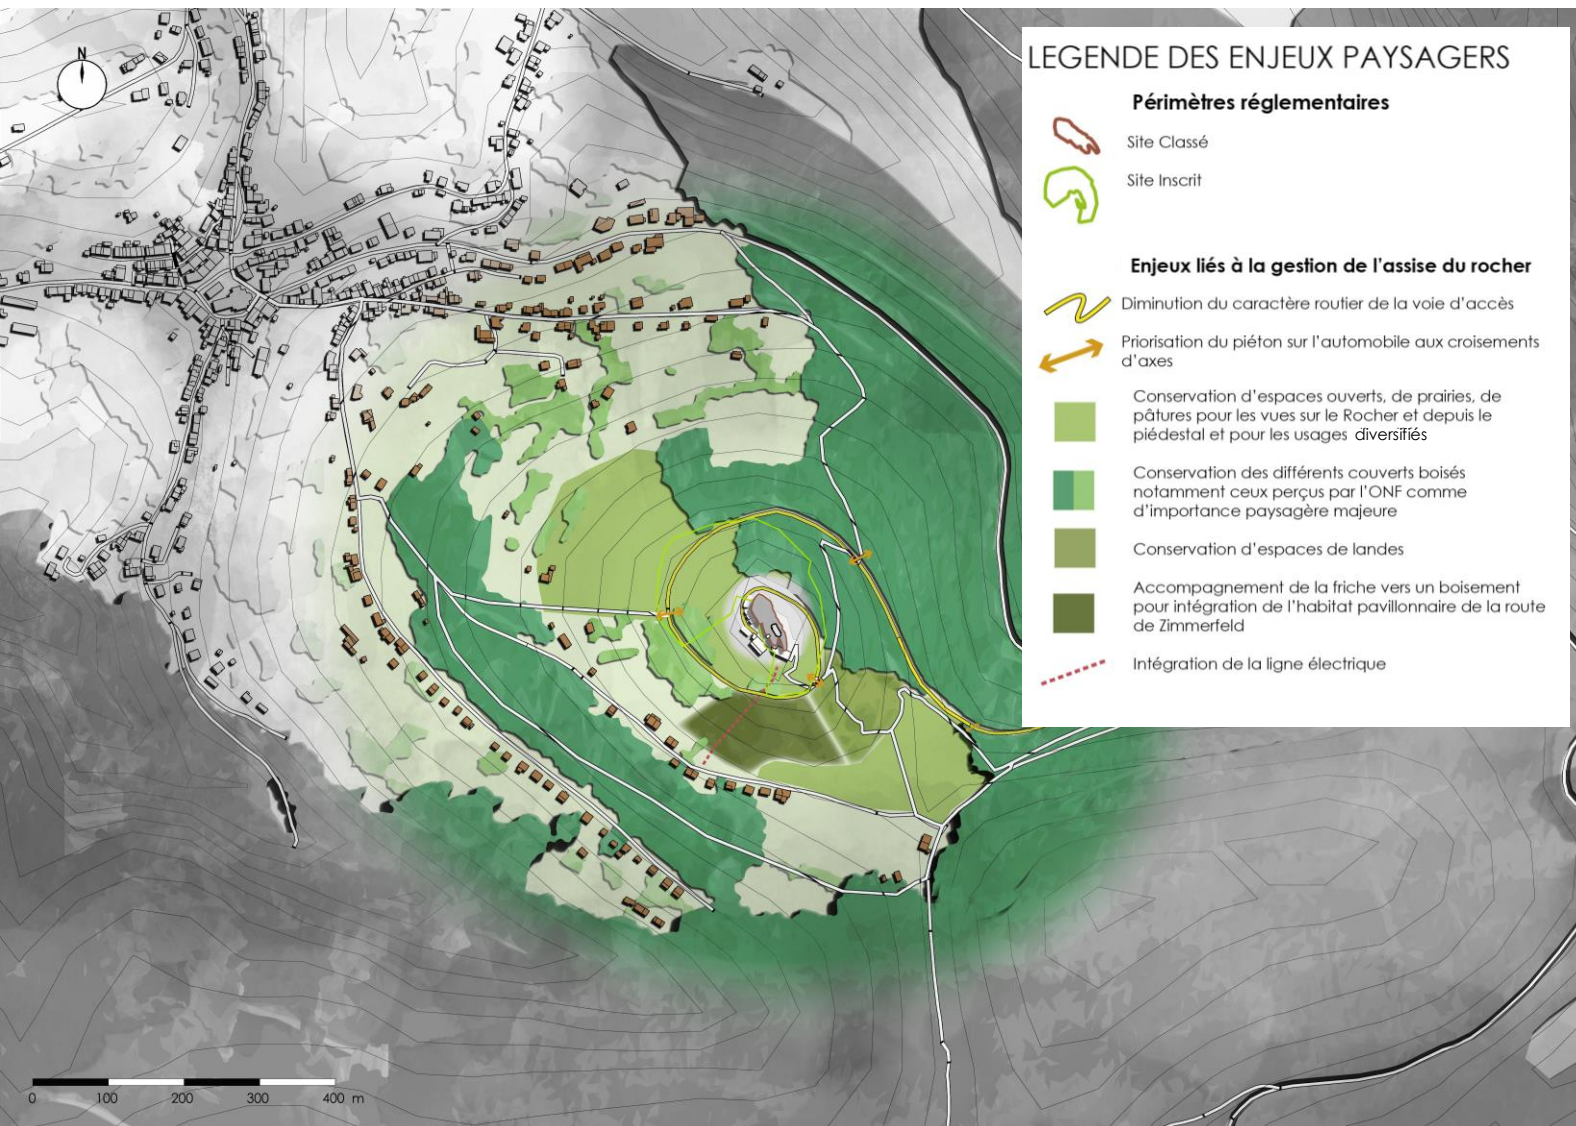 N
LEGENDE DES ENJEUX PAYSAGERS
Périmètres réglementaires
Site Classé
Site Inscrit
Enjeux liés à la gestion de l'assise du rocher
Diminution du caractère routier de la voie d'accès
Priorisation du piéton sur l'automobile aux croisements
d'axes
Conservation d'espaces ouverts, de prairies, de
pâtures pour les vues sur le Rocher et depuis le
piédestal et pour les usages diversifiés
Conservation des différents couverts boisés
notamment ceux perçus par l'ONF comme
d'importance paysagère majeure
Conservation d'espaces de landes
Accompagnement de la friche vers un boisement
pour intégration de l'habitat pavillonnaire de la route
de Zimmerfeld
Intégration de la ligne électrique
0 100 200 300 400 m